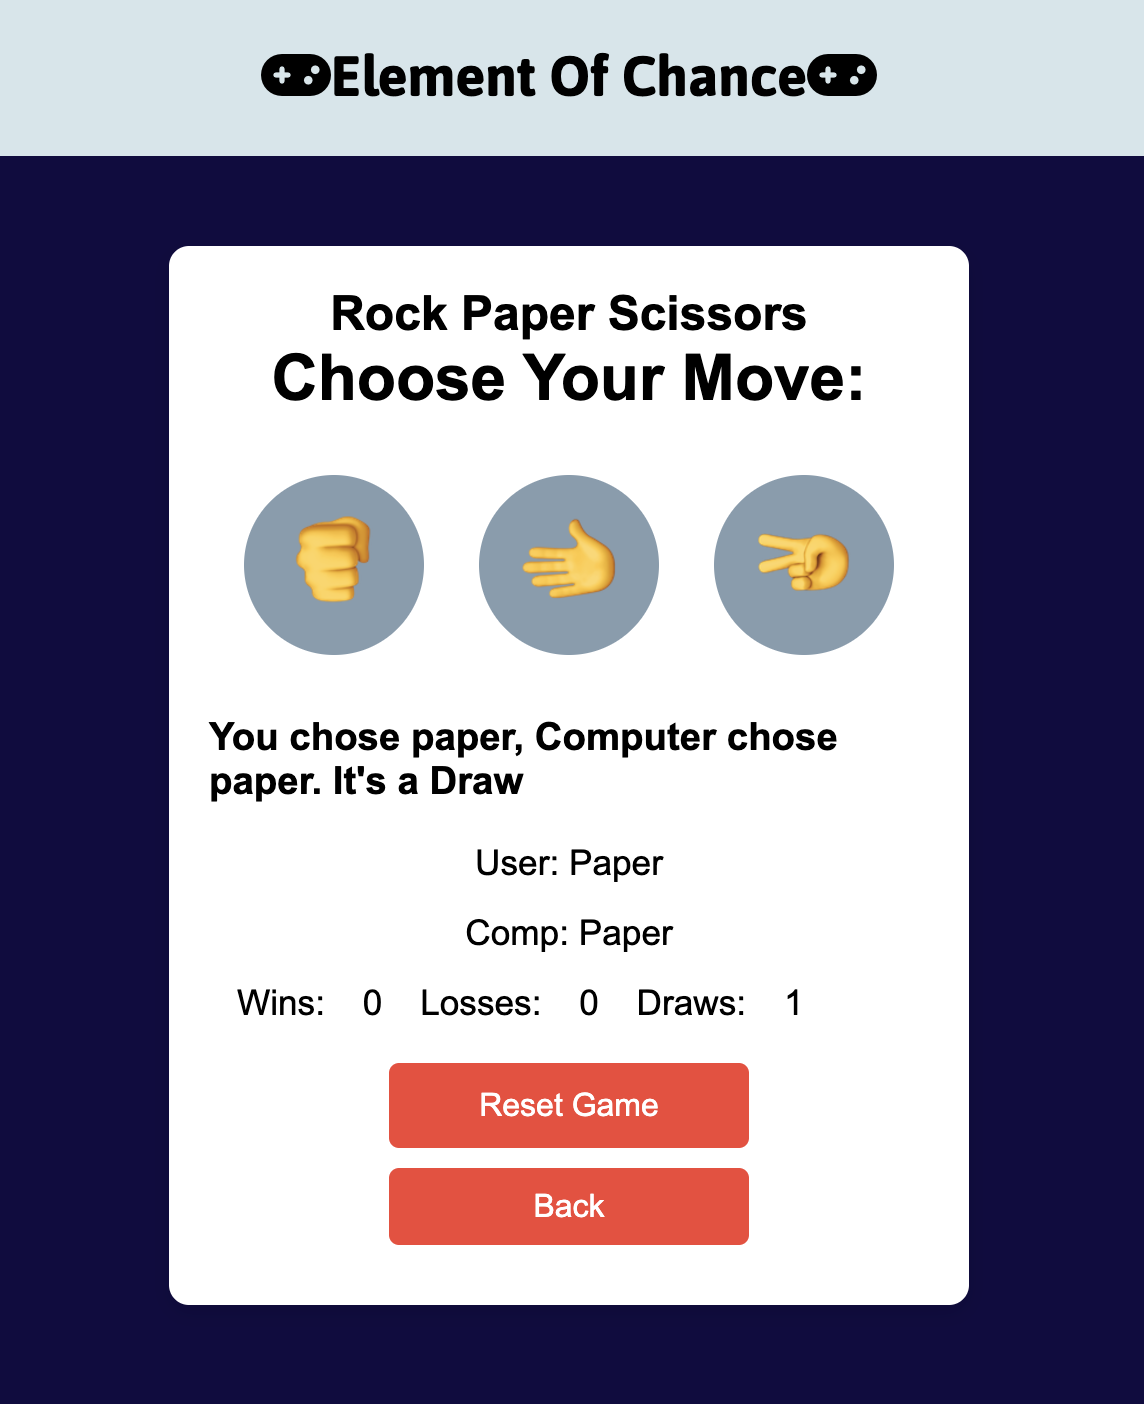 Element Of Chance
Rock Paper Scissors
Choose Your Move:
You chose paper, Computer chose
paper. It's a Draw
User: Paper
Comp: Paper
Wins: 0 Losses: 0 Draws: 1
Reset Game
Back